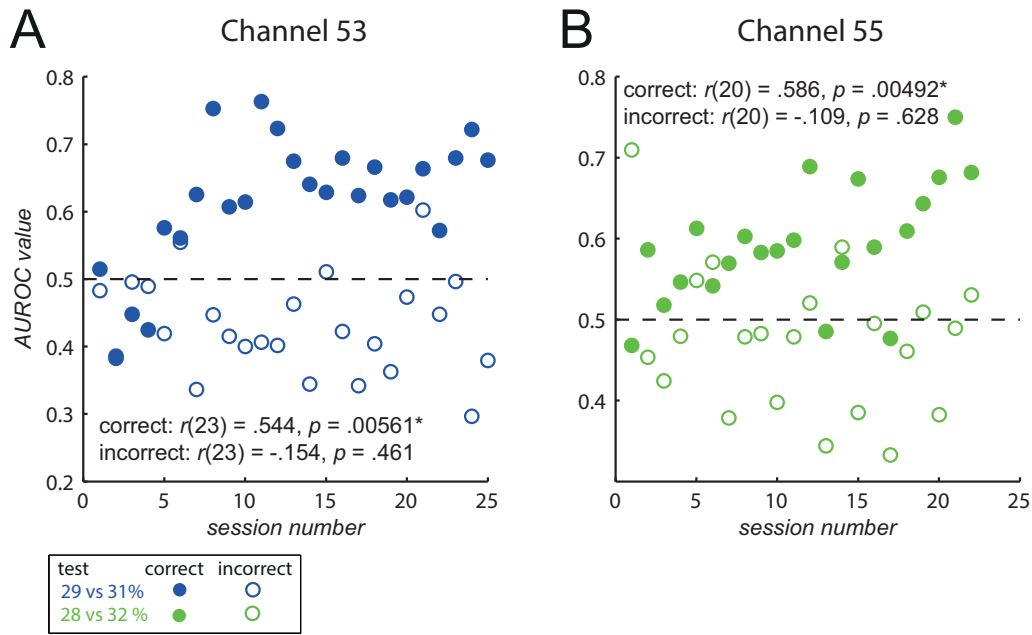 A
Channel 53
AUROC value
0.8
0.7
0.6
0.5
0.4
0.3
0.2
correct: r(23) = .544, p = .00561*
incorrect: r(23) = -.154, p = .461
0 5 10 15 20 25
session number
B
Channel 55
correct: r(20) = .586, p = .00492*
incorrect: r(20) = -.109, p = .628
0.8
0.7
0.6
0.5
0.4
0 5 10 15 20 25
session number
test correct incorrect
29 vs 31%
28 vs 32 %